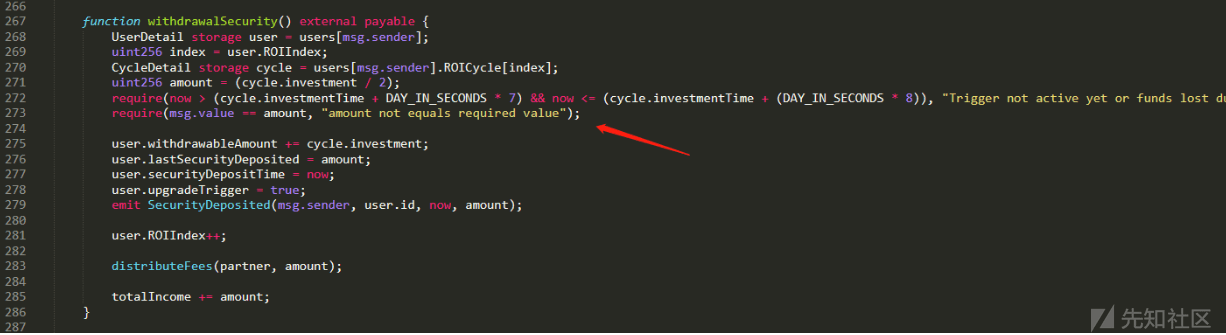 266
267 function withdrawalSecurity() external payable {
268 UserDetail storage user = users[msg.sender];
269 uint256 index = user.ROIIndex;
270 CycleDetail storage cycle = users[msg.sender].ROICycle[index];
271 uint256 amount = (cycle.investment / 2);
272 require(now > (cycle.investmentTime + DAY_IN_SECONDS * 7) && now <= (cycle.investmentTime + (DAY_IN_SECONDS * 8)), "Trigger not active yet or funds lost du
273 require(msg.value == amount, "amount not equals required value");
274
275 user.withdrawableAmount += cycle.investment;
276 user.lastSecurityDeposited = amount;
277 user.securityDepositTime = now;
278 user.upgradeTrigger = true;
279 emit SecurityDeposited(msg.sender, user.id, now, amount);
280
281 user.ROIIndex++;
282
283 distributeFees(partner, amount);
284
285 totalIncome += amount;
286 }
287
先知社区